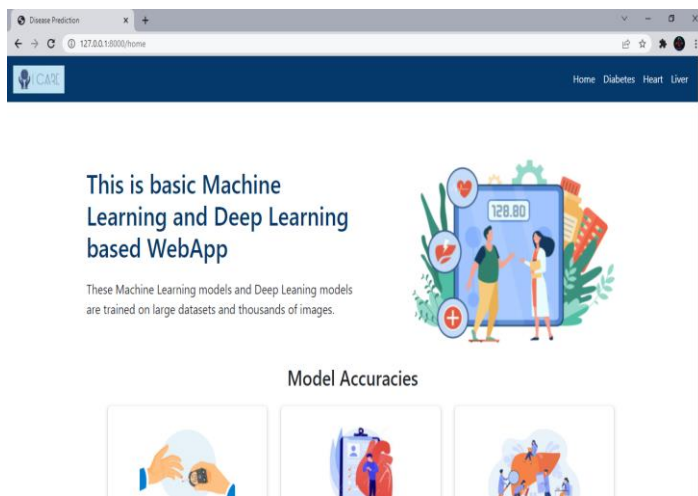 Disease Prediction
127.0.0.1:8000/home
I CARE
Home Diabetes Heart Liver
This is basic Machine
Learning and Deep Learning
based WebApp
128.80
These Machine Learning models and Deep Leaning models
are trained on large datasets and thousands of images.
Model Accuracies